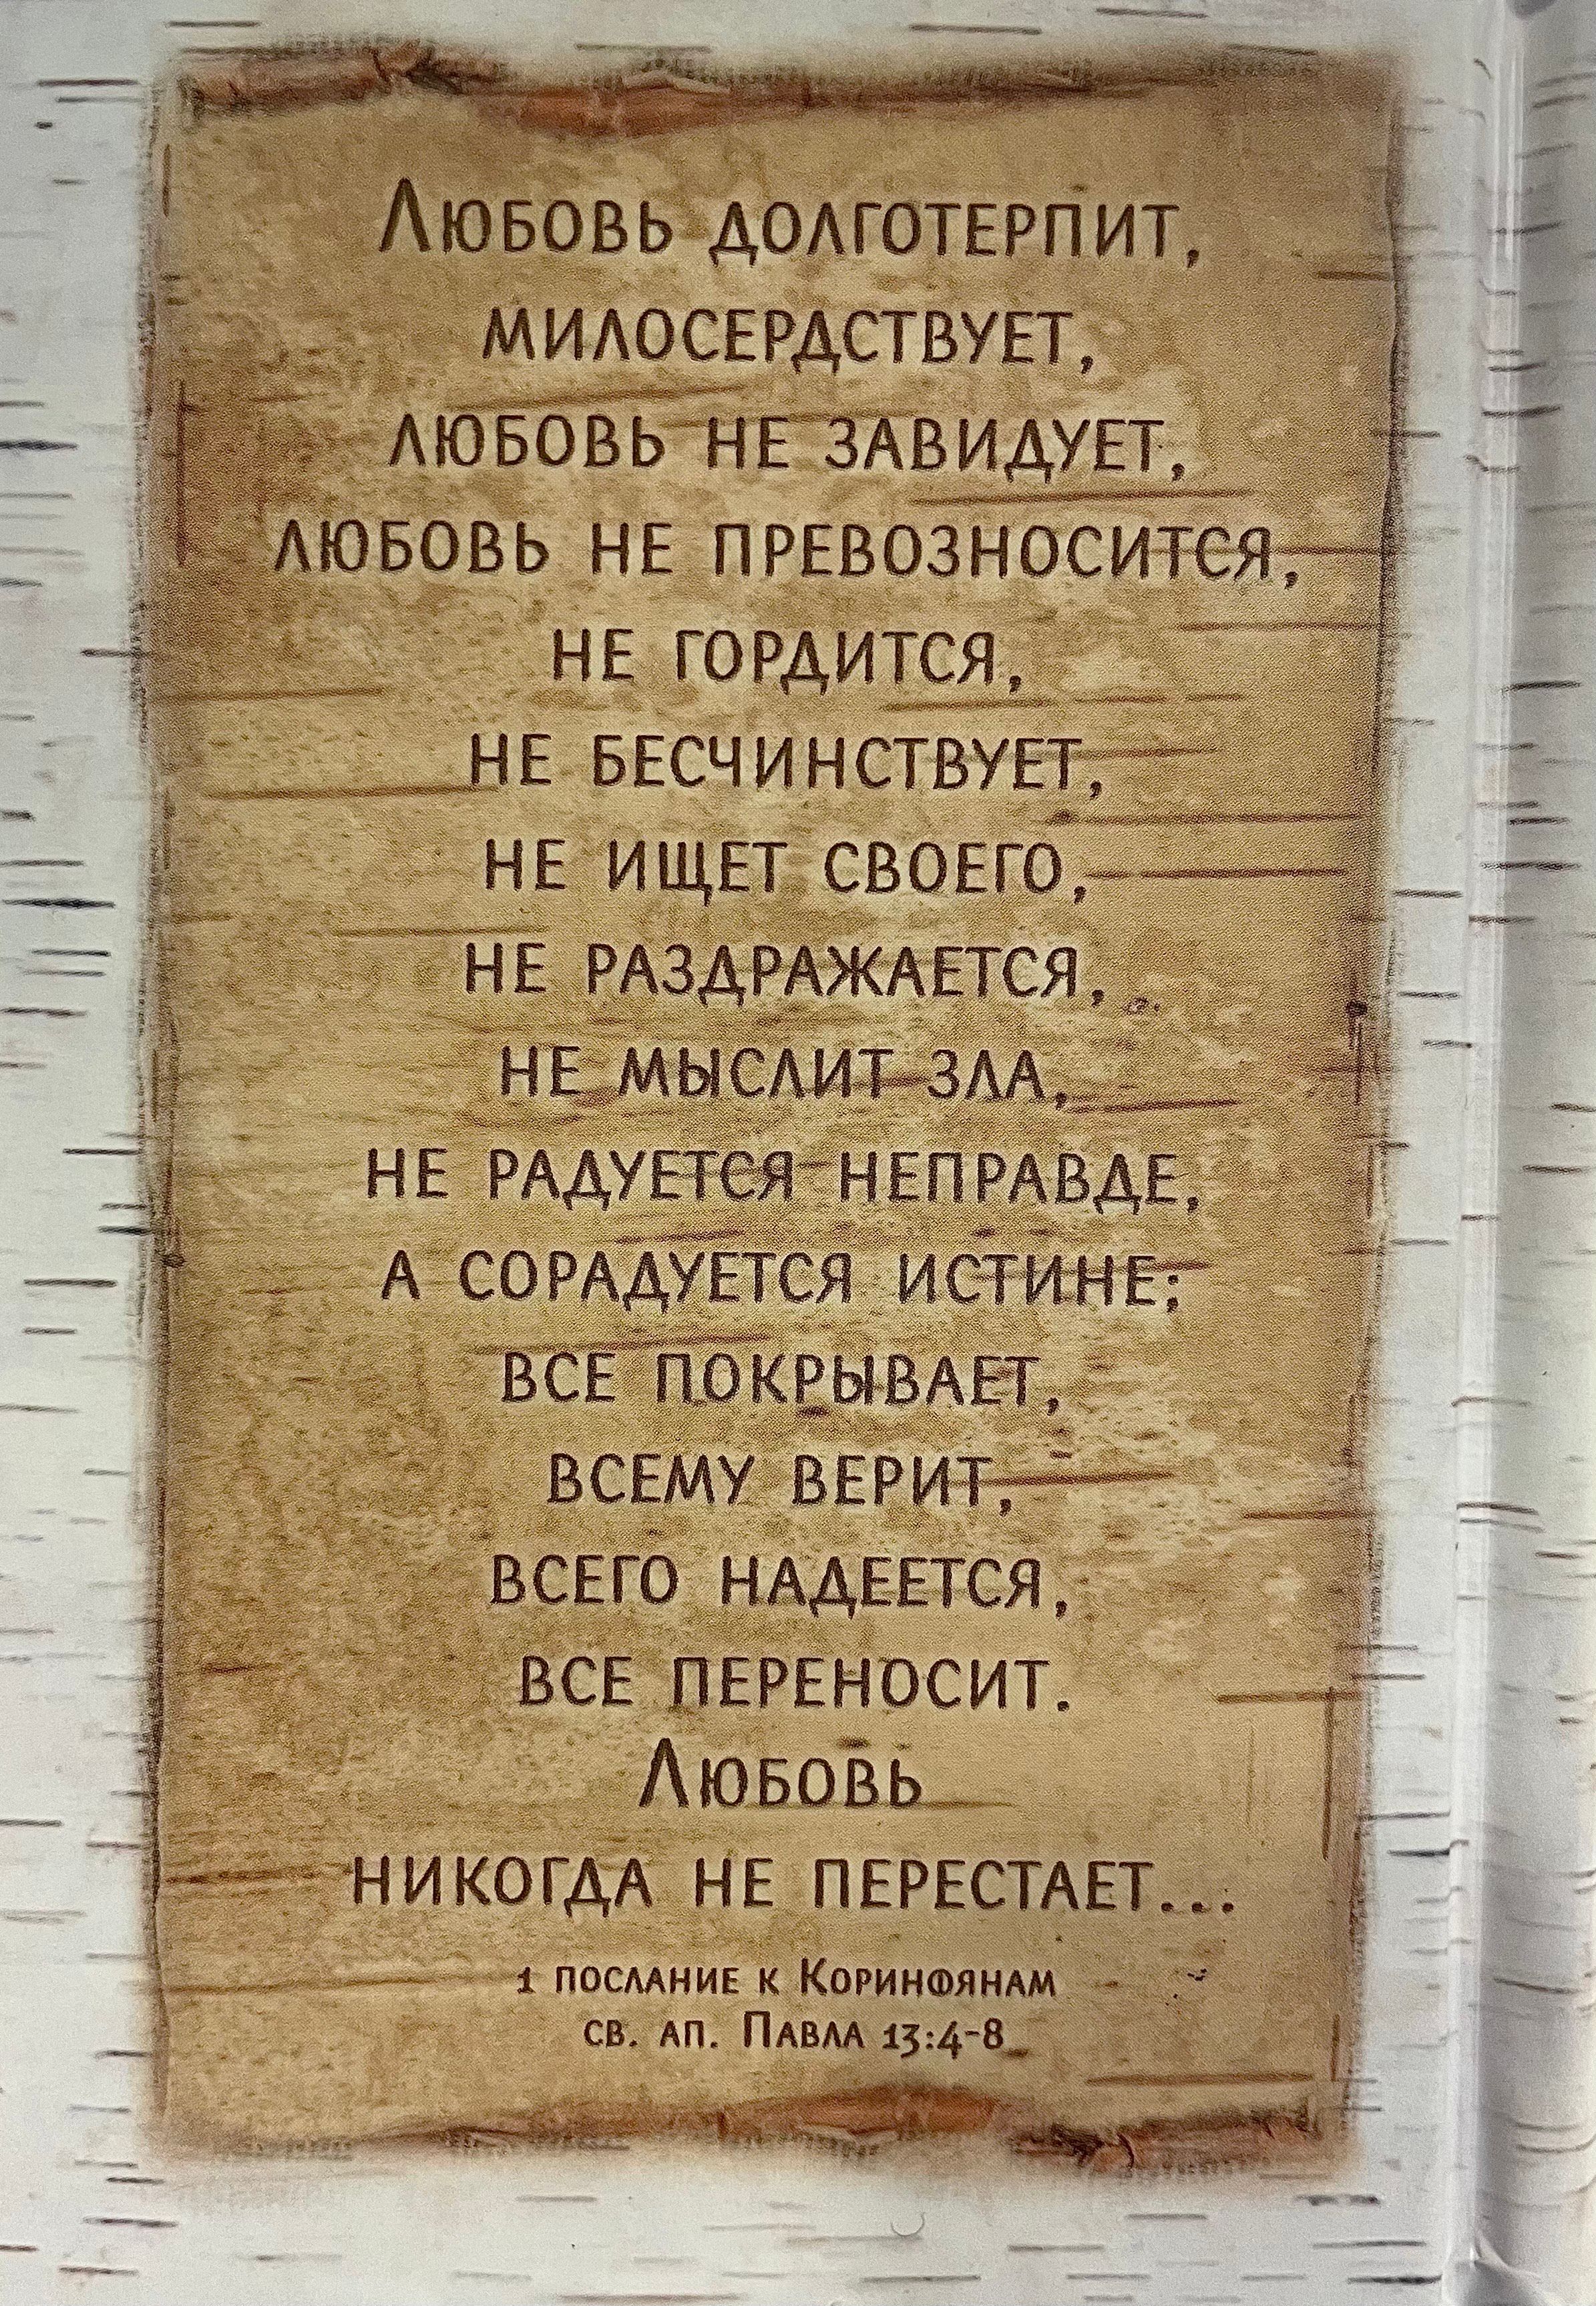 Любовь долготерпит,
милосердствует,
любовь не завидует,
любовь не превозносится,
не гордится,
не бесчинствует,
не ищет своего,
не раздражается,
не мыслит зла,
не радуется неправде,
а сорадуется истине;
все покрывает,
всему верит,
всего надеется,
все переносит.
Любовь
никогда не перестает...
1 послание к Коринфянам
св. ап. Павла 13:4-8